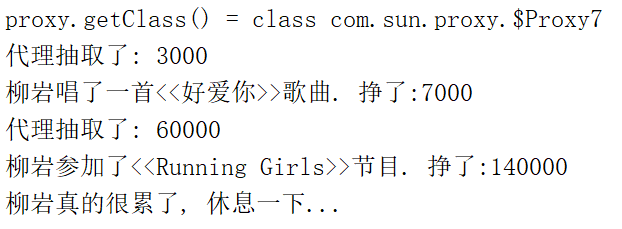 proxy.getClass() = class com.sun.proxy.$Proxy7
代理抽取了: 3000
柳岩唱了一首<<好爱你>>歌曲. 挣了:7000
代理抽取了: 60000
柳岩参加了<<Running Girls>>节目. 挣了:140000
柳岩真的很累了, 休息一下...